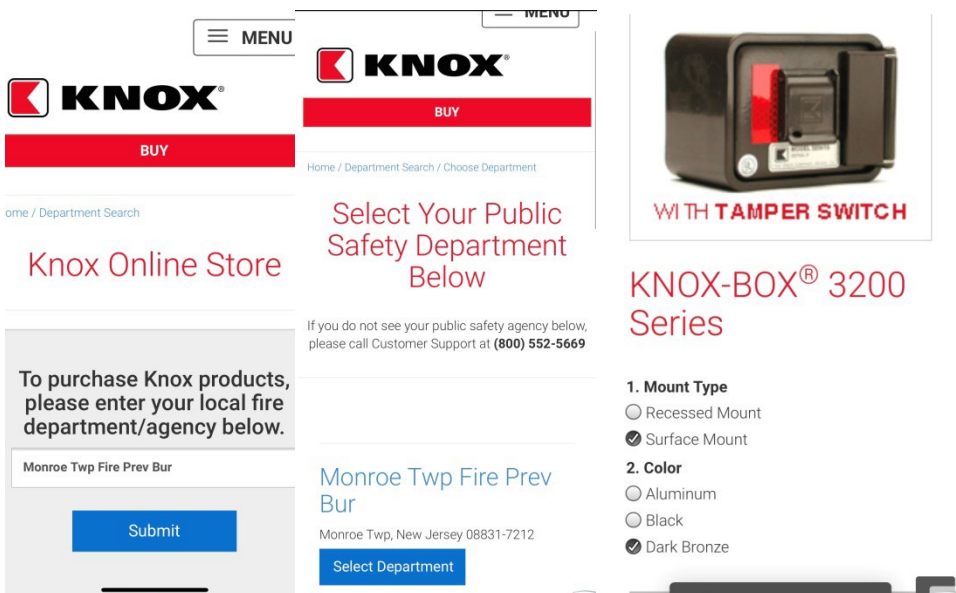 MENU
KNOX®
BUY
ome / Department Search
Knox Online Store
To purchase Knox products,
please enter your local fire
department/agency below.
Monroe Twp Fire Prev Bur
Submit
MENU
KNOX®
BUY
Home / Department Search / Choose Department
Select Your Public
Safety Department
Below
If you do not see your public safety agency below,
please call Customer Support at (800) 552-5669
Monroe Twp Fire Prev
Bur
Monroe Twp, New Jersey 08831-7212
Select Department
WITH TAMPER SWITCH
KNOX-BOX® 3200
Series
1. Mount Type
Recessed Mount
Surface Mount
2. Color
Aluminum
Black
Dark Bronze